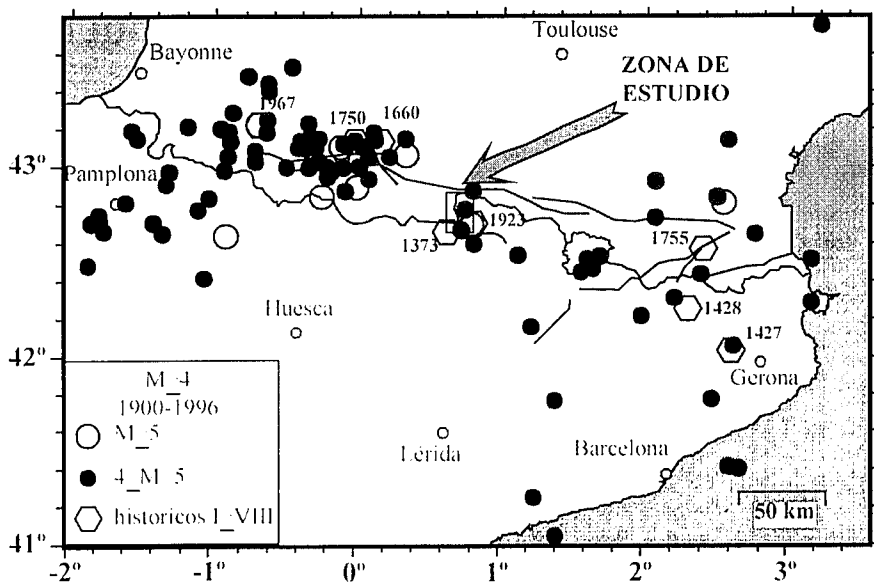 Toulouse
Bayonne
ZONA DE
ESTUDIO
1967
1750
1660
43°
Pamplona
1923
1373
1755
1428
Huesca
1427
42°
Gerona
M_4
1900-1996
M_5
4_M_5
historicos I_VIII
Lérida
Barcelona
50 km
41°
-2°
-1°
0°
1°
2°
3°